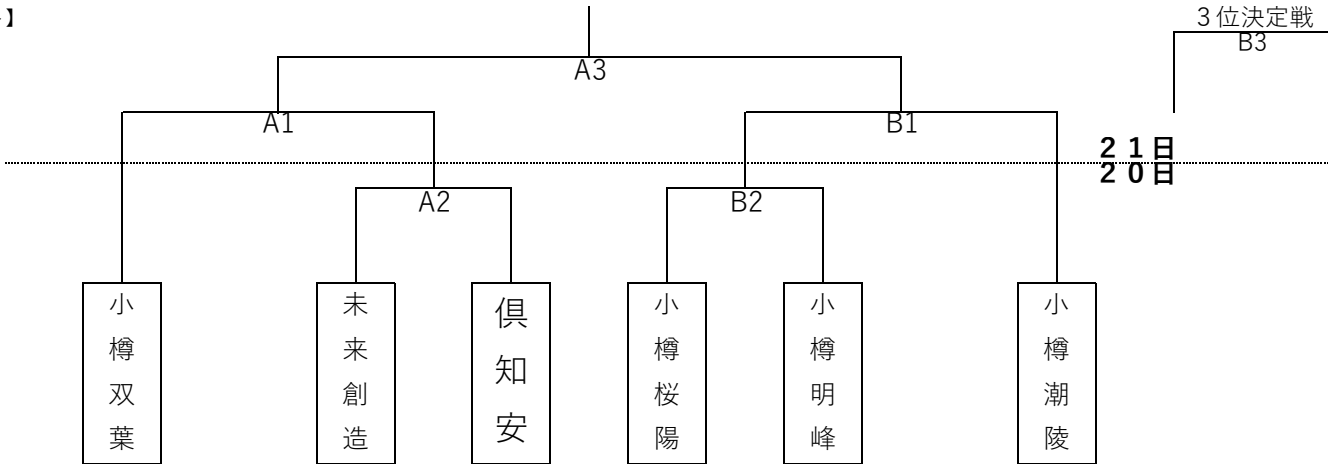 】
３位決定戦
B3
A3
A1
B1
２１日
２０日
A2
B2
小樽双葉
未来創造
倶知安
小樽桜陽
小樽明峰
小樽潮陵